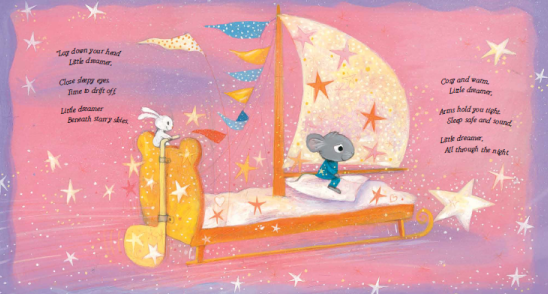 "Lay down your head
Little dreamer,
Close sleepy eyes.
Time to drift off,
Little dreamer
Beneath starry skies.
Cosy and warm,
Little dreamer,
Arms hold you tight.
Sleep safe and sound,
Little dreamer,
All through the night.